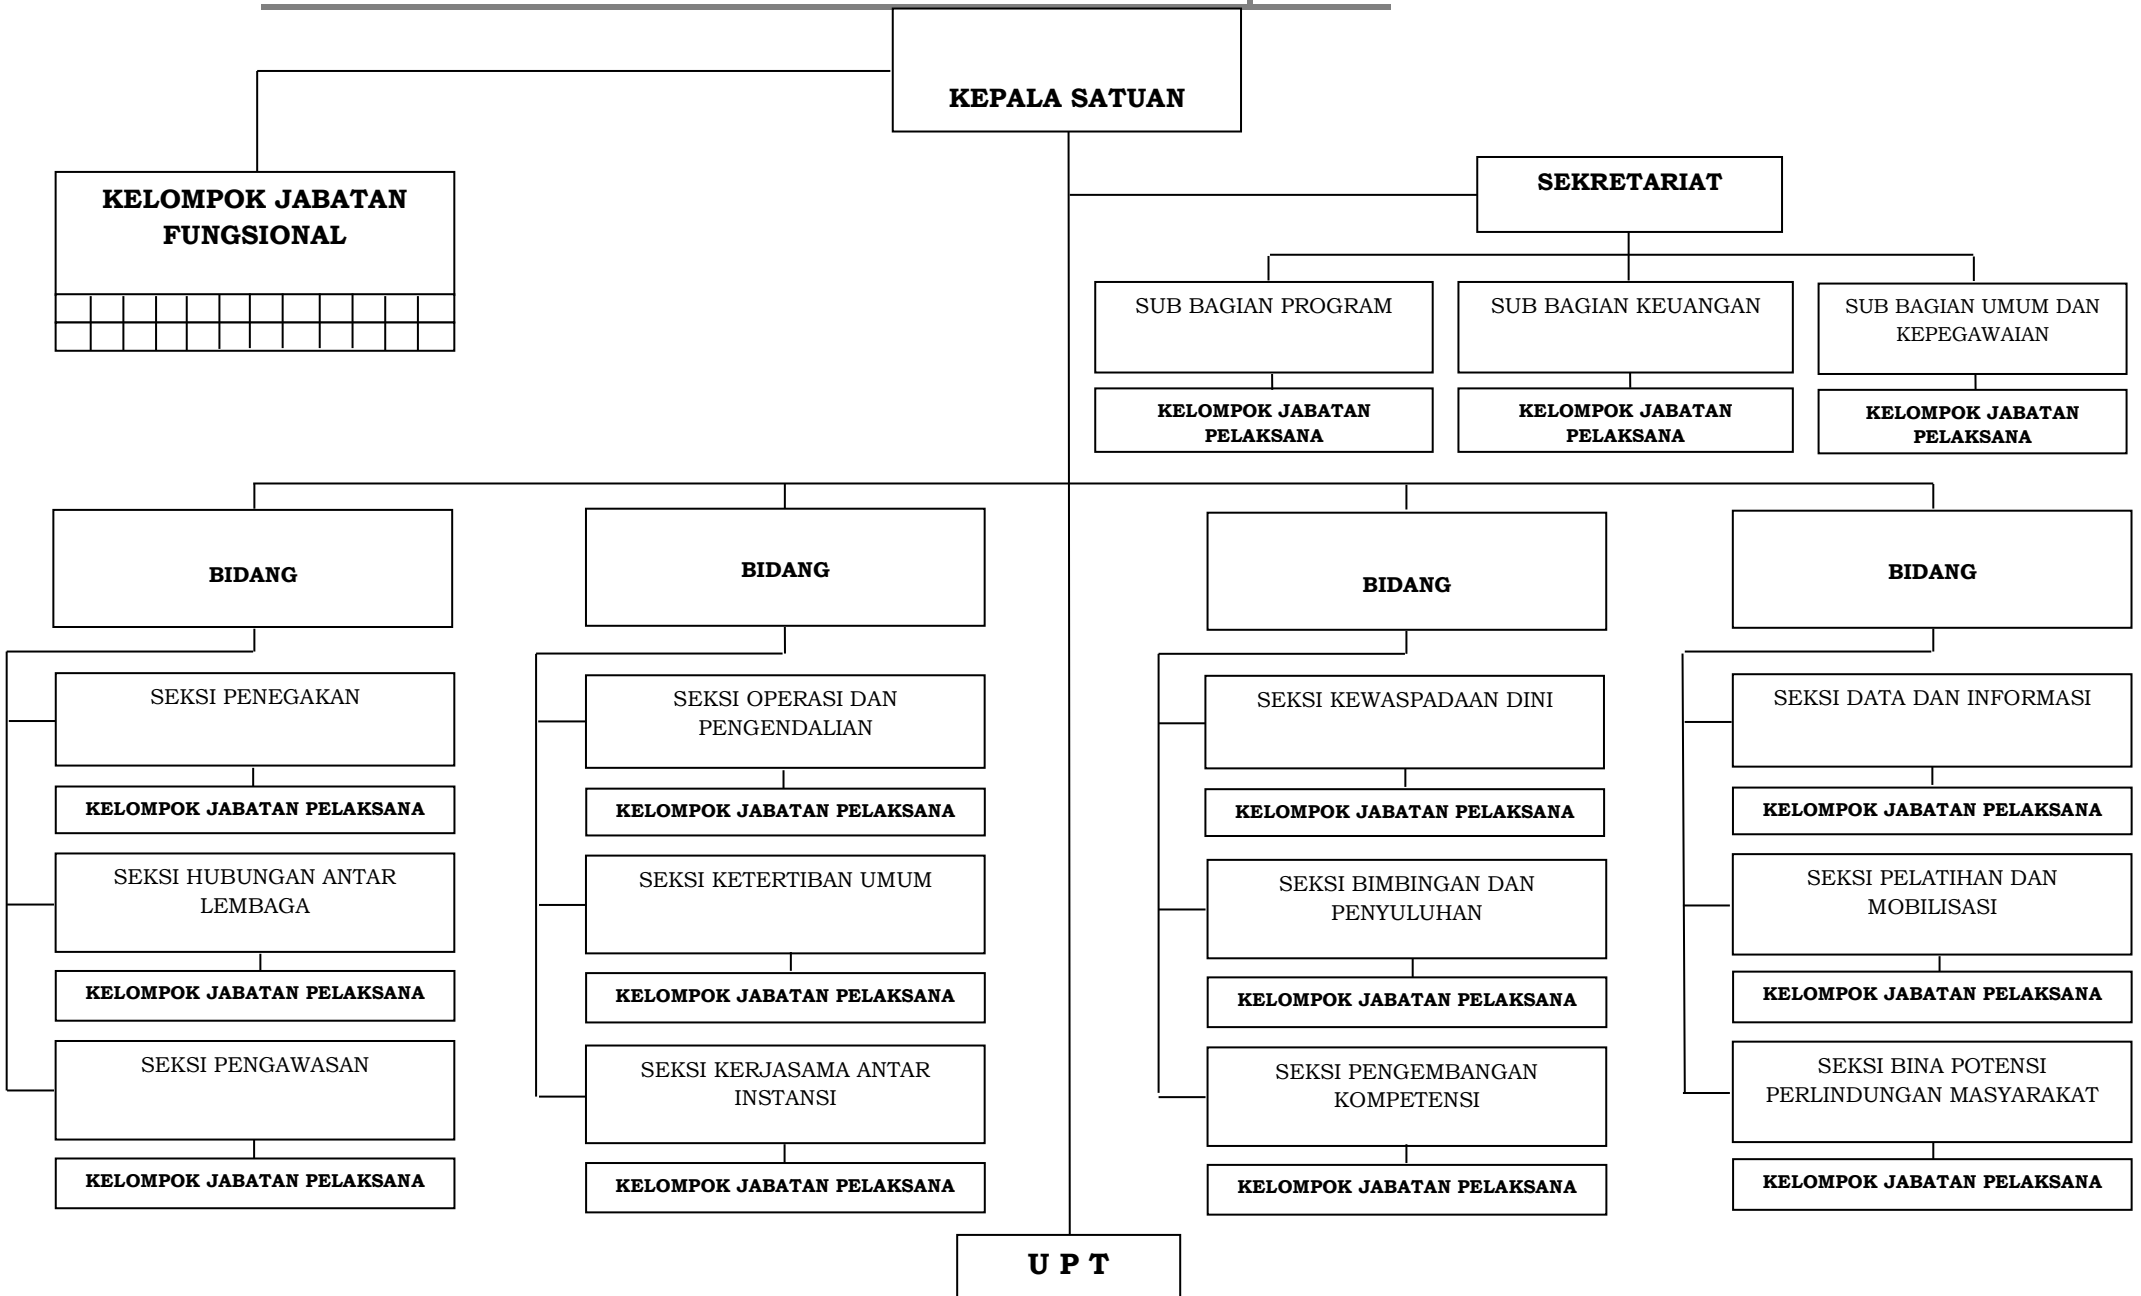 KEPALA SATUAN
KELOMPOK JABATAN
FUNGSIONAL
SEKRETARIAT
SUB BAGIAN PROGRAM
SUB BAGIAN KEUANGAN
SUB BAGIAN UMUM DAN
KEPEGAWAIAN
KELOMPOK JABATAN
PELAKSANA
KELOMPOK JABATAN
PELAKSANA
KELOMPOK JABATAN
PELAKSANA
BIDANG
BIDANG
BIDANG
BIDANG
SEKSI PENEGAKAN
KELOMPOK JABATAN PELAKSANA
SEKSI HUBUNGAN ANTAR
LEMBAGA
KELOMPOK JABATAN PELAKSANA
SEKSI PENGAWASAN
KELOMPOK JABATAN PELAKSANA
SEKSI OPERASI DAN
PENGENDALIAN
KELOMPOK JABATAN PELAKSANA
SEKSI KETERTIBAN UMUM
KELOMPOK JABATAN PELAKSANA
SEKSI KERJASAMA ANTAR
INSTANSI
KELOMPOK JABATAN PELAKSANA
SEKSI KEWASPADAAN DINI
KELOMPOK JABATAN PELAKSANA
SEKSI BIMBINGAN DAN
PENYULUHAN
KELOMPOK JABATAN PELAKSANA
SEKSI PENGEMBANGAN
KOMPETENSI
KELOMPOK JABATAN PELAKSANA
SEKSI DATA DAN INFORMASI
KELOMPOK JABATAN PELAKSANA
SEKSI PELATIHAN DAN
MOBILISASI
KELOMPOK JABATAN PELAKSANA
SEKSI BINA POTENSI
PERLINDUNGAN MASYARAKAT
KELOMPOK JABATAN PELAKSANA
U P T